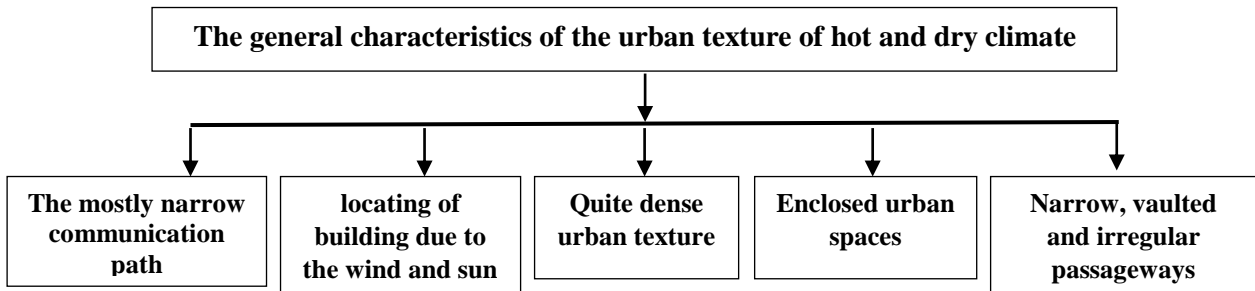 The general characteristics of the urban texture of hot and dry climate
The mostly narrow
communication
path
locating of
building due to
the wind and sun
Quite dense
urban texture
Enclosed urban
spaces
Narrow, vaulted
and irregular
passageways